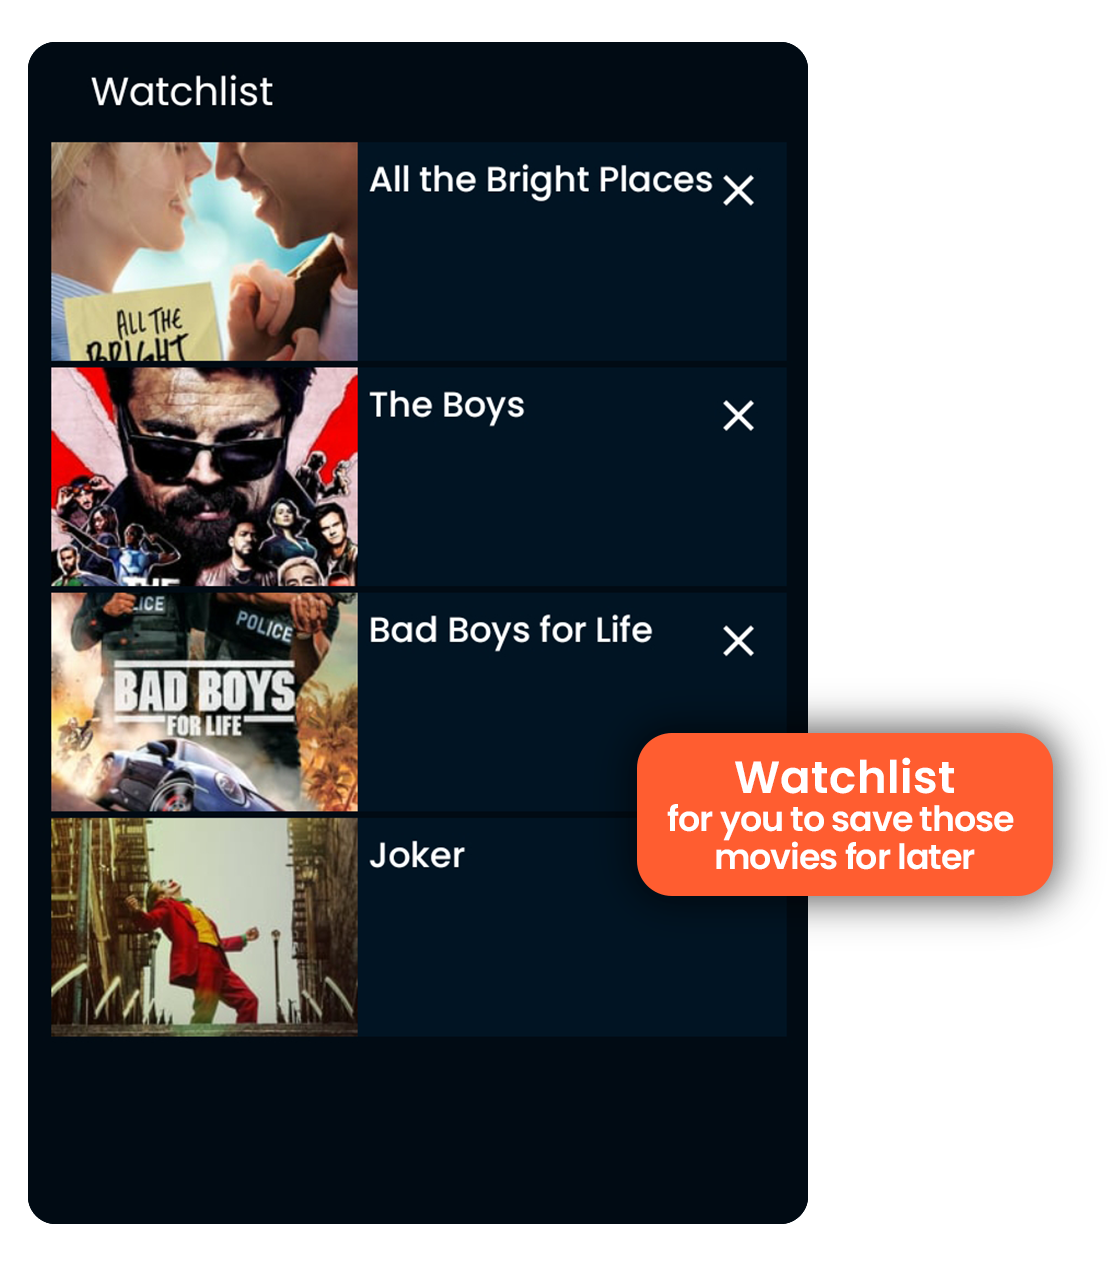 Watchlist
All the Bright Places
ALL THE
BRIGHT
The Boys
THE
Bad Boys for Life
POLICE
BAD BOYS
FOR LIFE
Joker
Watchlist
for you to save those
movies for later